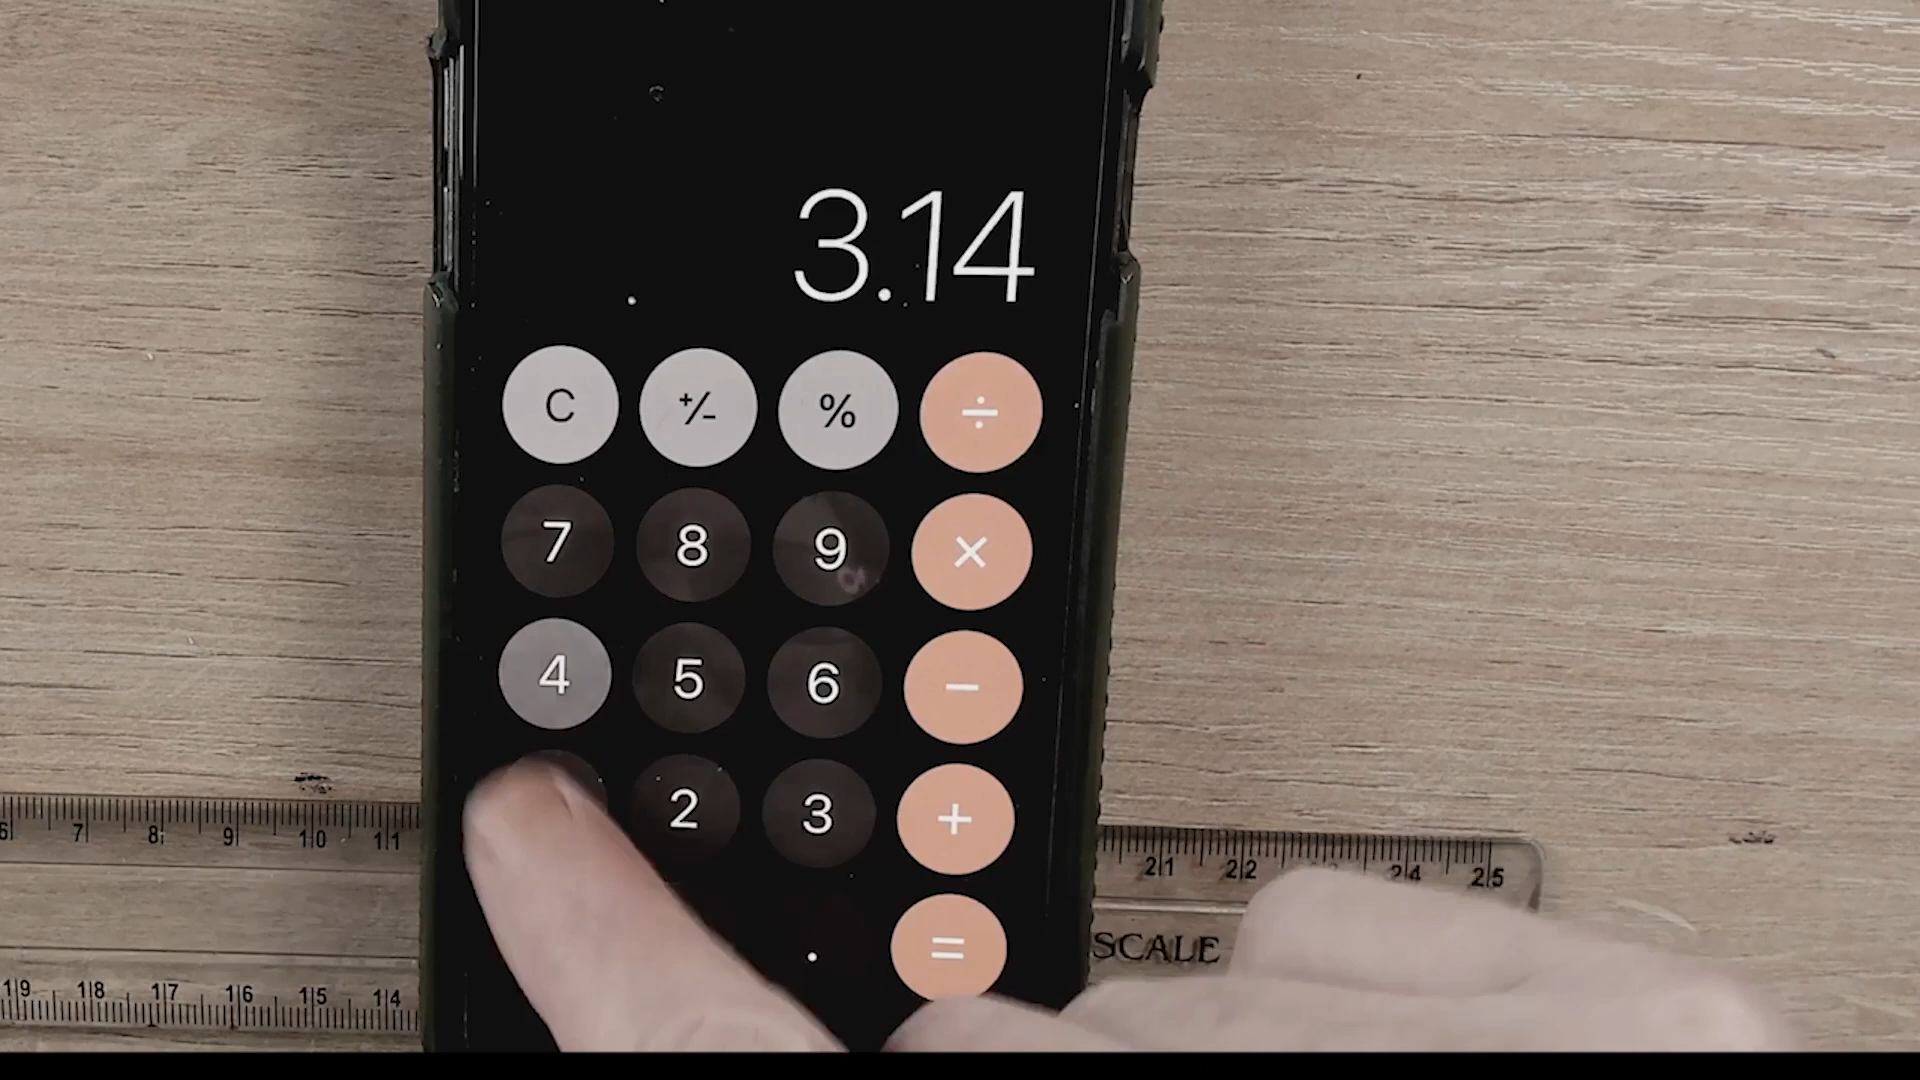 3.14
C +/- % ÷
7 8 9 ×
4 5 6 −
2 3 +
6 7 8 9 10 11 21 22 24 25
. =
SCALE
19 18 17 16 15 14